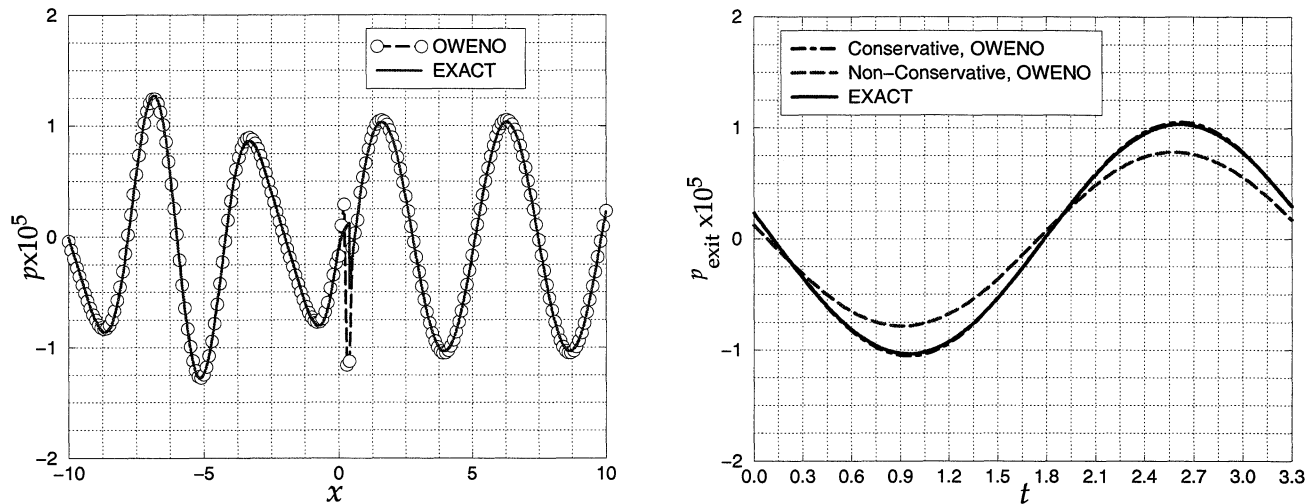 2
1
0
−1
−2
p x10^5
−10
−5
0
5
10
x
OWENO
EXACT
2
1
0
−1
−2
p_exit x10^5
0.0 0.3 0.6 0.9 1.2 1.5 1.8 2.1 2.4 2.7 3.0 3.3
t
Conservative, OWENO
Non−Conservative, OWENO
EXACT